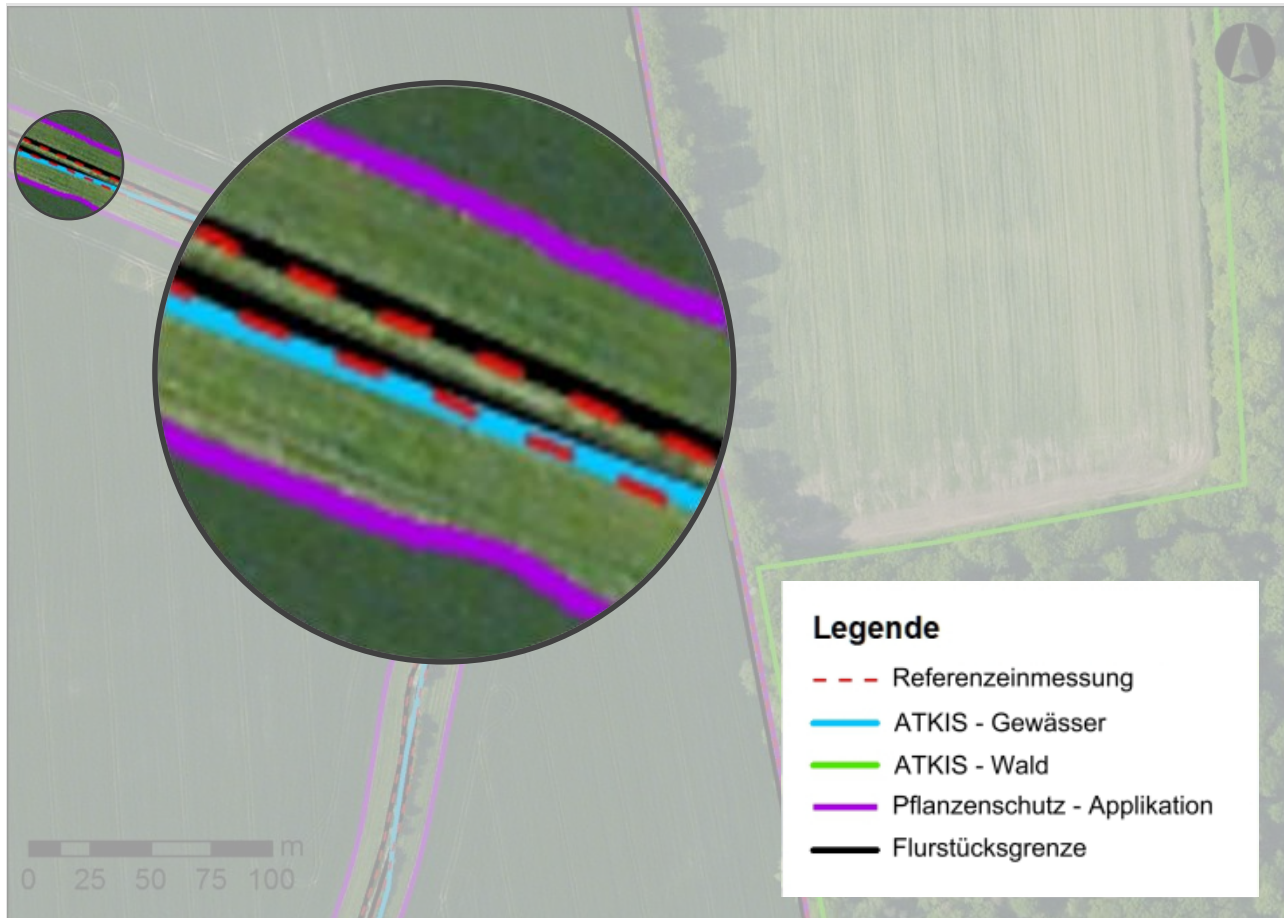 Legende
Referenzeinmessung
ATKIS - Gewässer
ATKIS - Wald
Pflanzenschutz - Applikation
Flurstücksgrenze
m
0 25 50 75 100